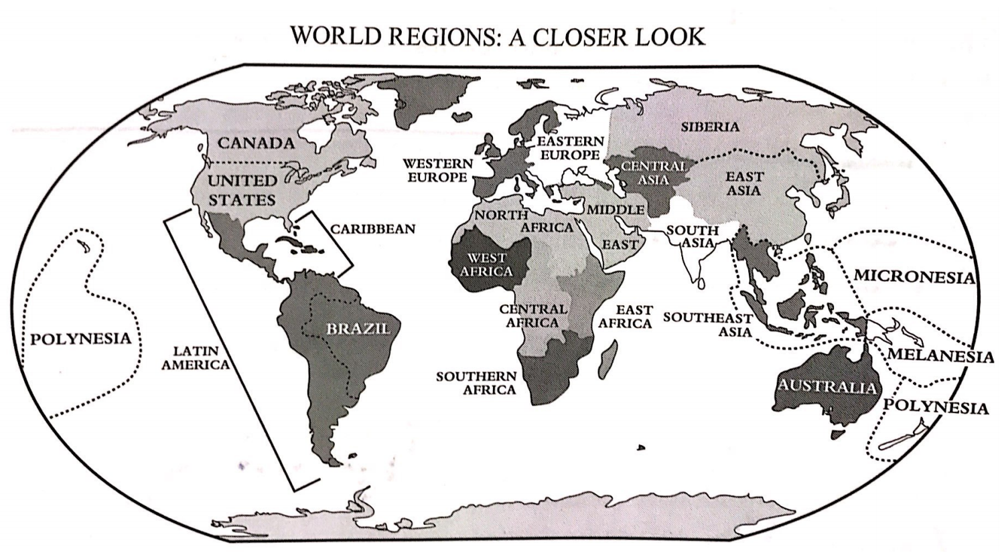 WORLD REGIONS: A CLOSER LOOK
SIBERIA
CANADA
EASTERN
EUROPE
WESTERN
EUROPE
CENTRAL
ASIA
UNITED
STATES
EAST
ASIA
MIDDLE
EAST
NORTH
AFRICA
CARIBBEAN
SOUTH
ASIA
WEST
AFRICA
MICRONESIA
CENTRAL
AFRICA
EAST
AFRICA
SOUTHEAST
ASIA
BRAZIL
POLYNESIA
LATIN
AMERICA
MELANESIA
SOUTHERN
AFRICA
AUSTRALIA
POLYNESIA